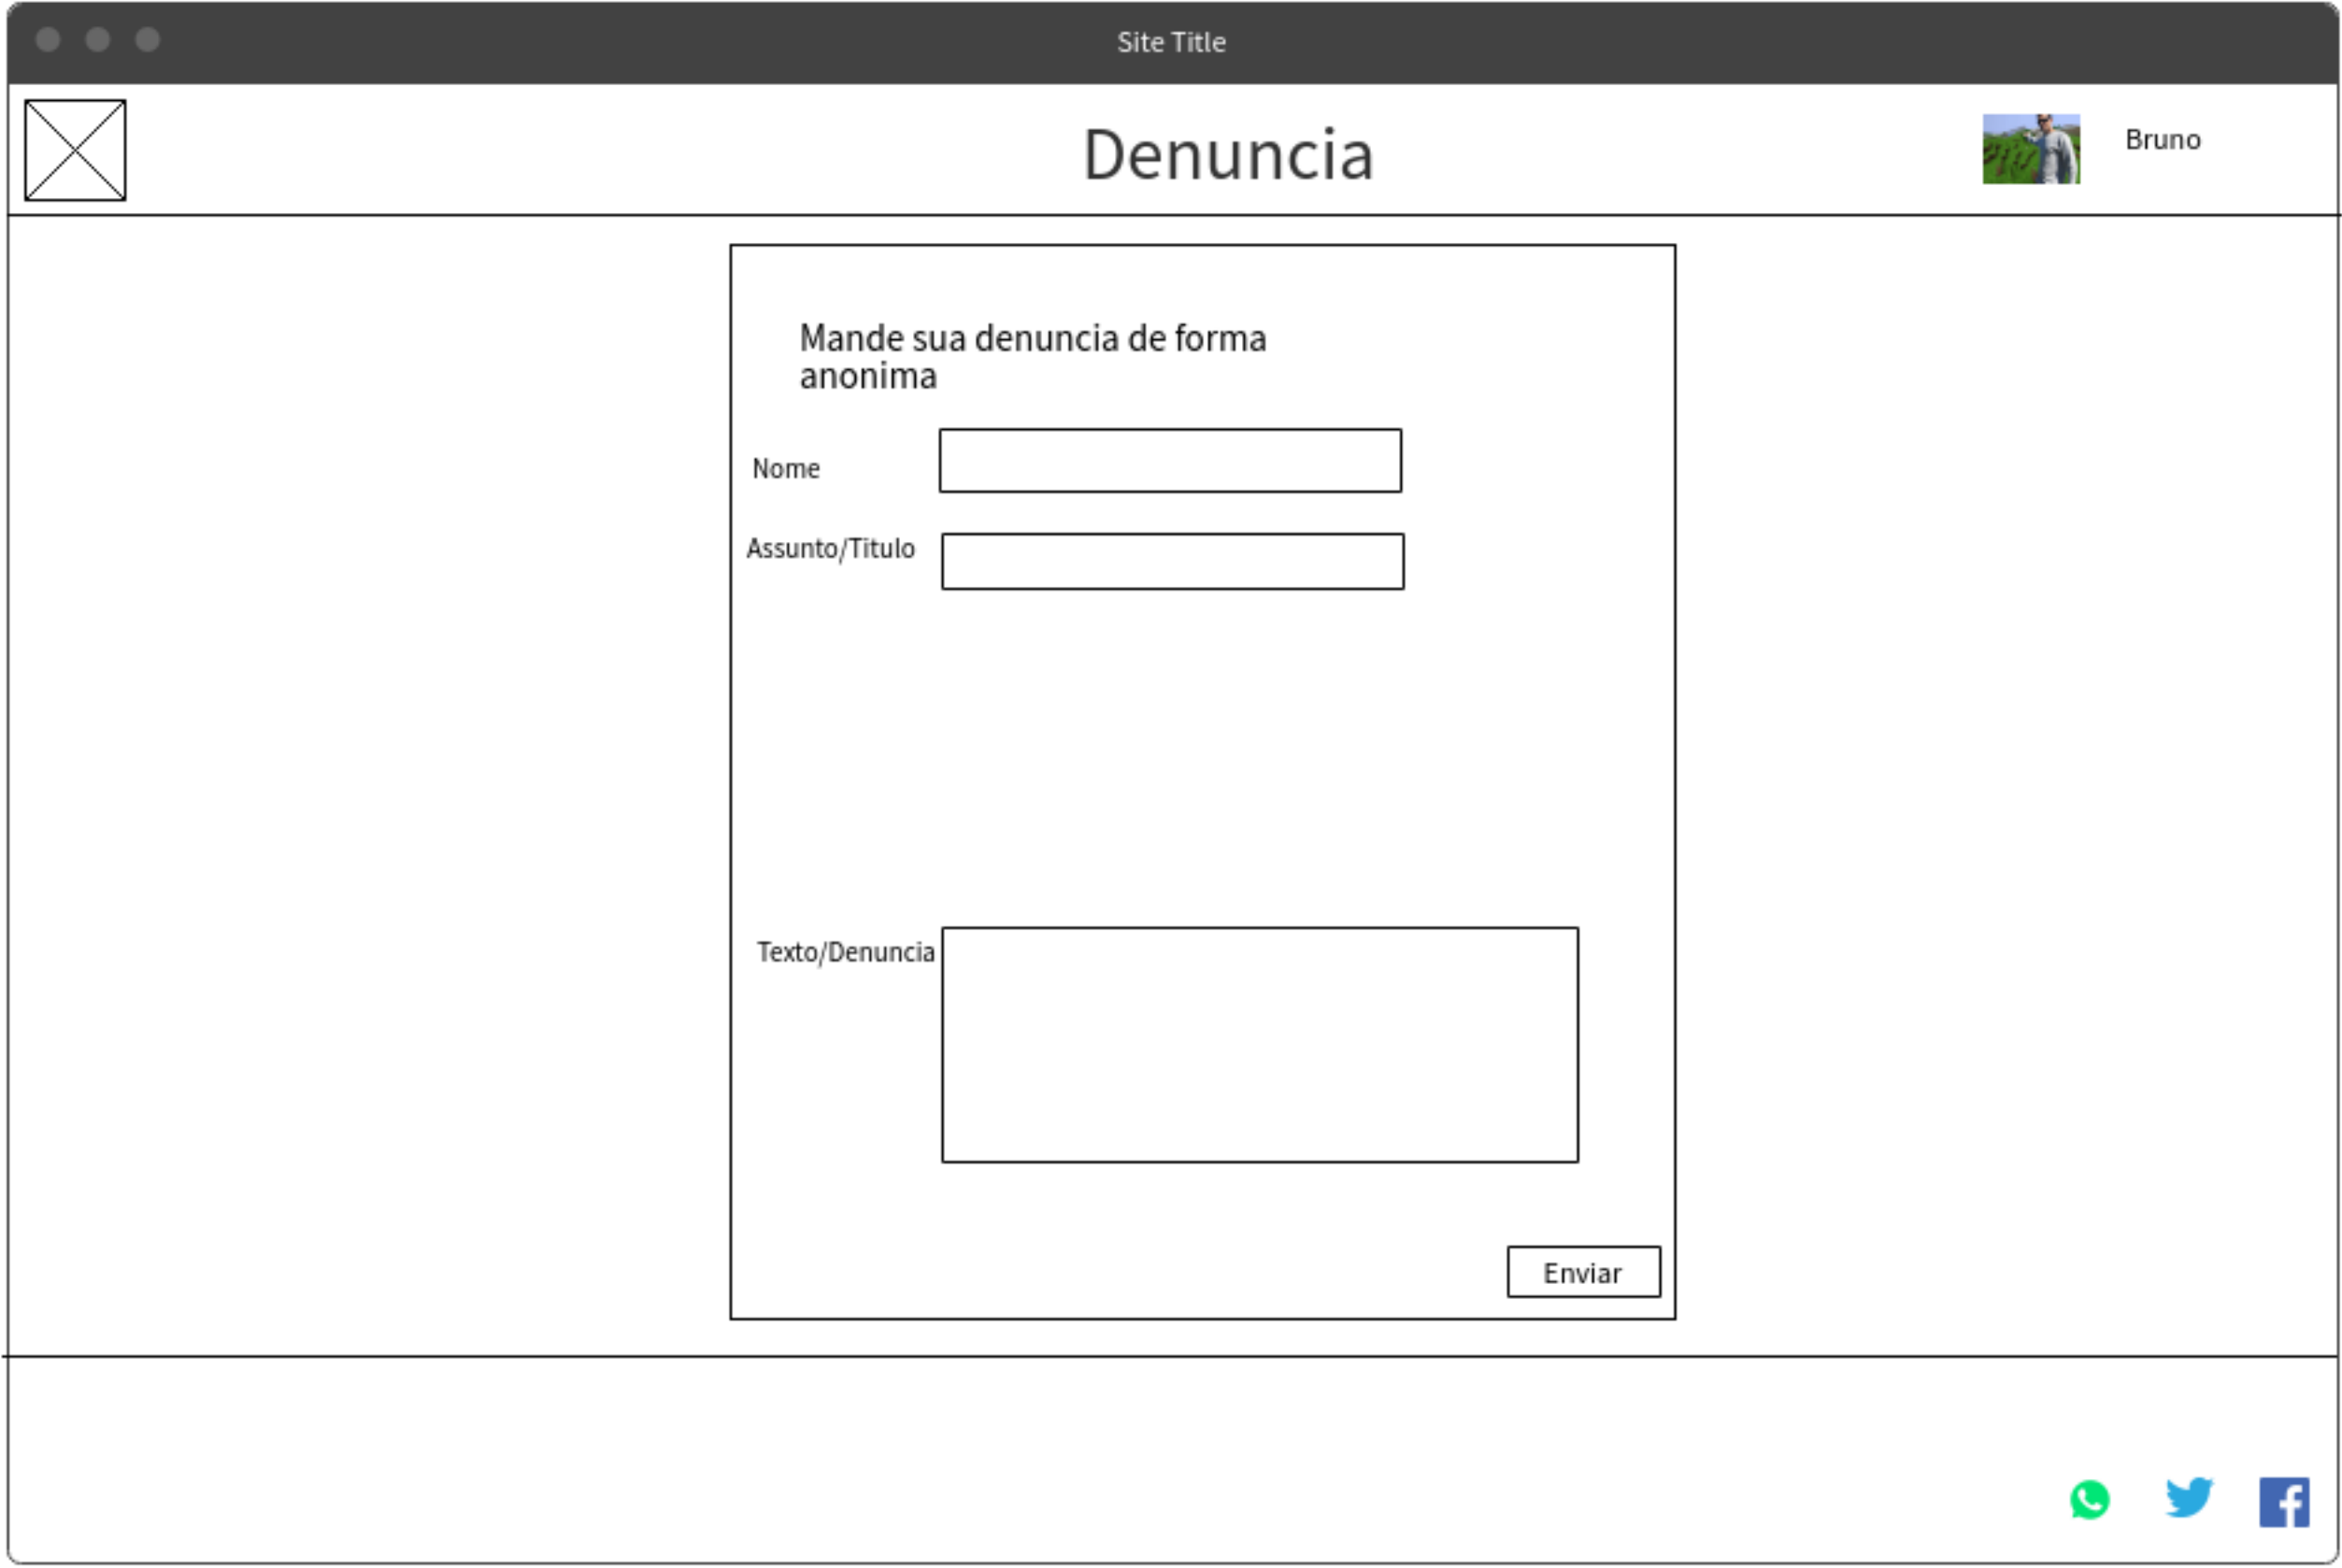 Site Title
Denuncia
Bruno
Mande sua denuncia de forma
anonima
Nome
Assunto/Titulo
Texto/Denuncia
Enviar